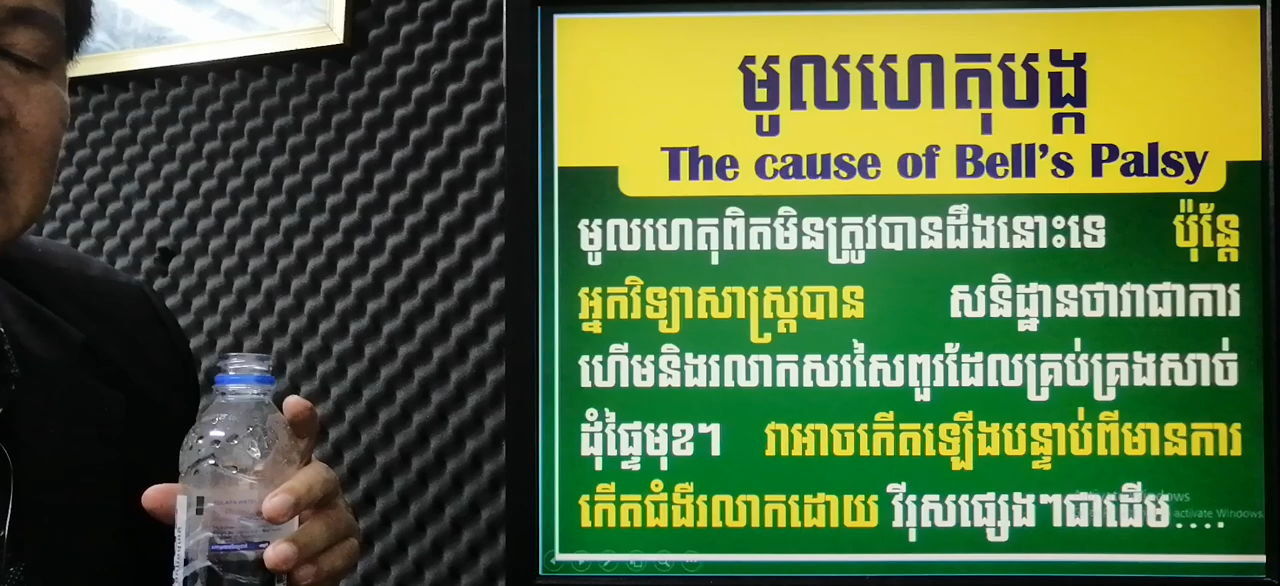 មូលហេតុបង្ក
The cause of Bell's Palsy
មូលហេតុពិតមិនត្រូវបានដឹងនោះទេ ប៉ុន្តែ
អ្នកវិទ្យាសាស្ត្របាន សនិដ្ឋានថាវាជាការ
ហើមនិងរលាកសរសៃពួរដែលគ្រប់គ្រងសាច់
ដុំផ្ទៃមុខ។ វាអាចកើតឡើងបន្ទាប់ពីមានការ
កើតជំងឺរលាកដោយ វីរុសផ្សេងៗជាដើម....
Activate Windows